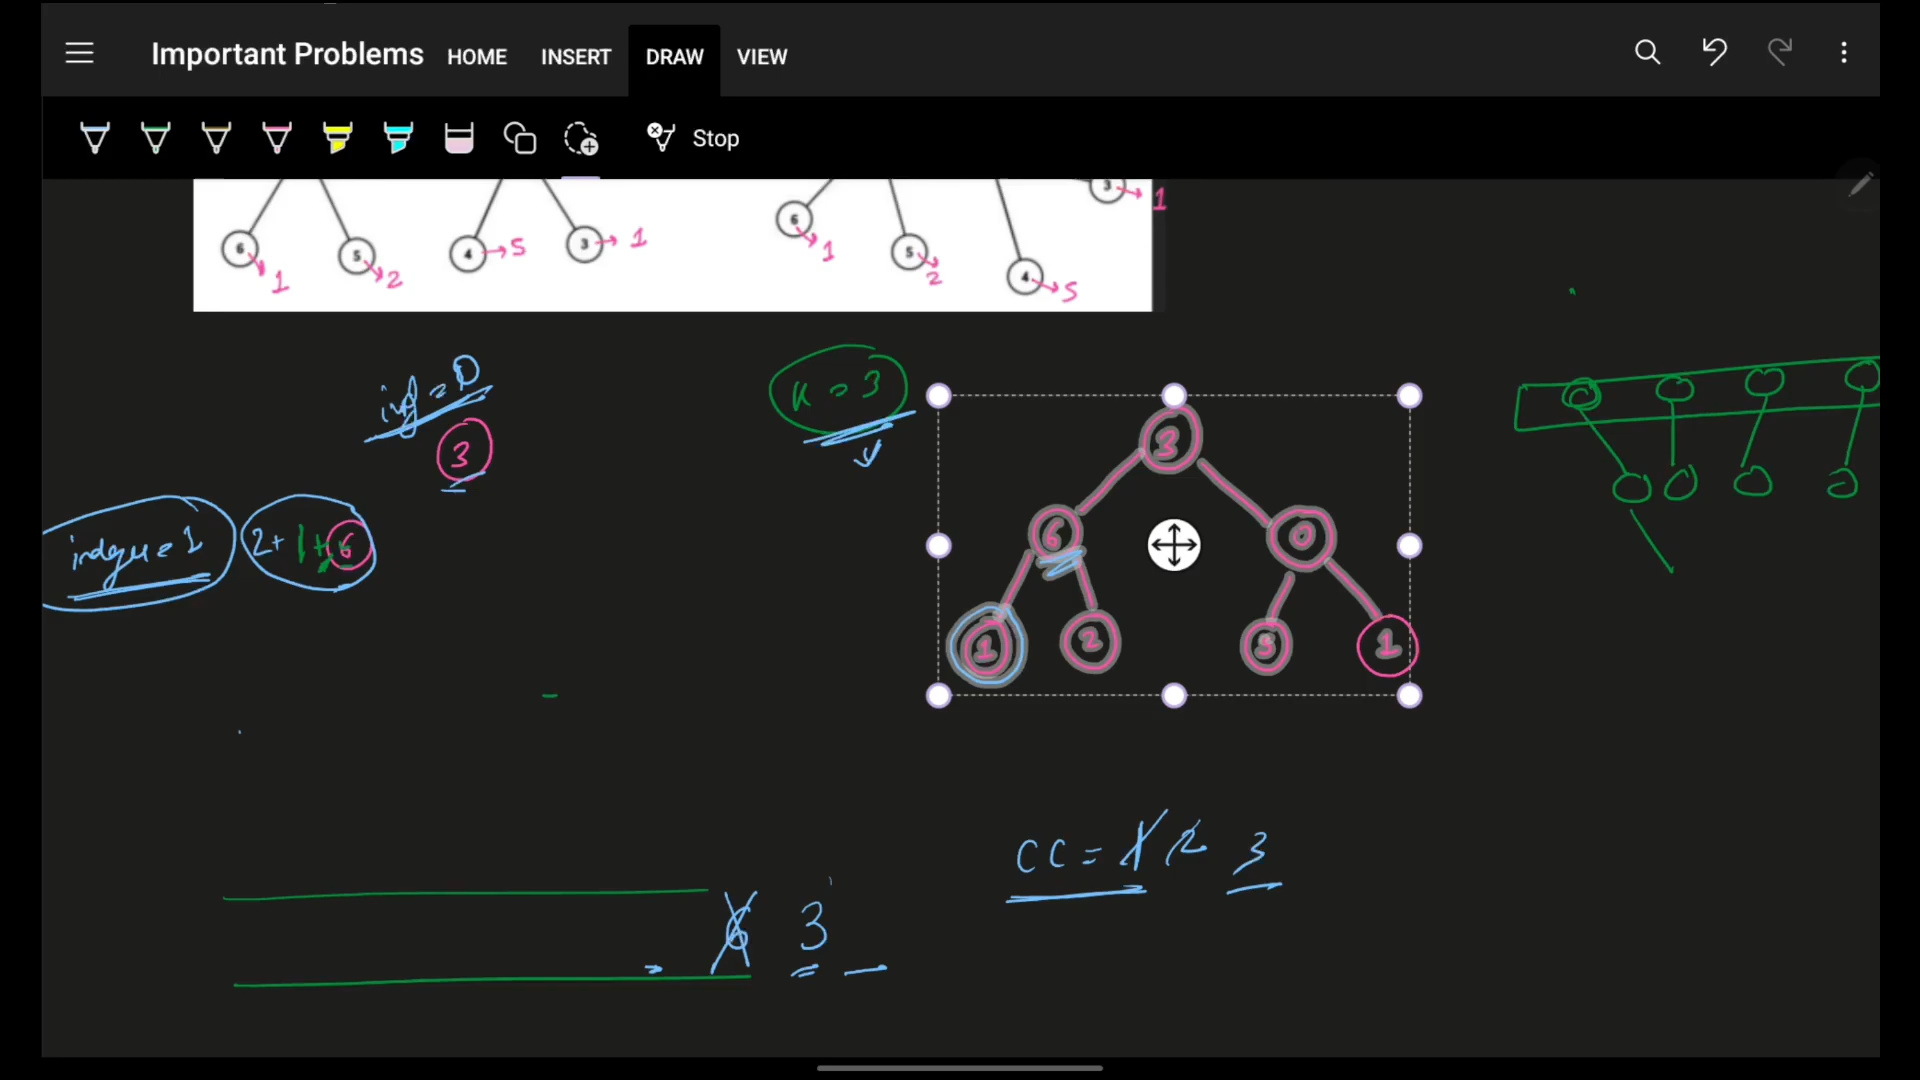 Important Problems HOME INSERT DRAW VIEW
Stop
3 → 1
6 → 1
5 → 2
4 → 5
3 → 1
6 → 1
5 → 2
4 → 5
K = 3
3
3
2 + 1 + 6
6
0
1
2
1
CC = 1 2 3
6 3